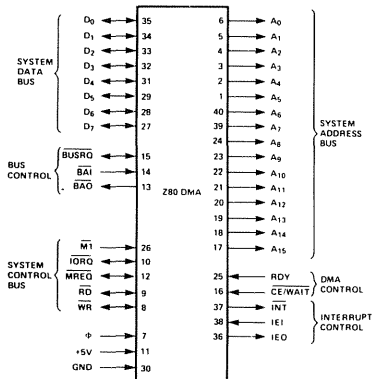 D0 35 6 A0
D1 34 5 A1
D2 33 4 A2
D3 32 3 A3
D4 31 2 A4
D5 29 1 A5
D6 28 40 A6
D7 27 39 A7
SYSTEM
DATA
BUS
24 A8
23 A9
22 A10
21 A11
20 A12
19 A13
18 A14
17 A15
SYSTEM
ADDRESS
BUS
BUS
CONTROL
BUSRQ 15
BAI 14
BAO 13
Z80 DMA
SYSTEM
CONTROL
BUS
M1 26
IORQ 10
MREQ 12
RD 9
WR 8
25 RDY
16 CE/WAIT
DMA
CONTROL
37 INT
38 IEI
36 IEO
INTERRUPT
CONTROL
Φ 7
+5V 11
GND 30